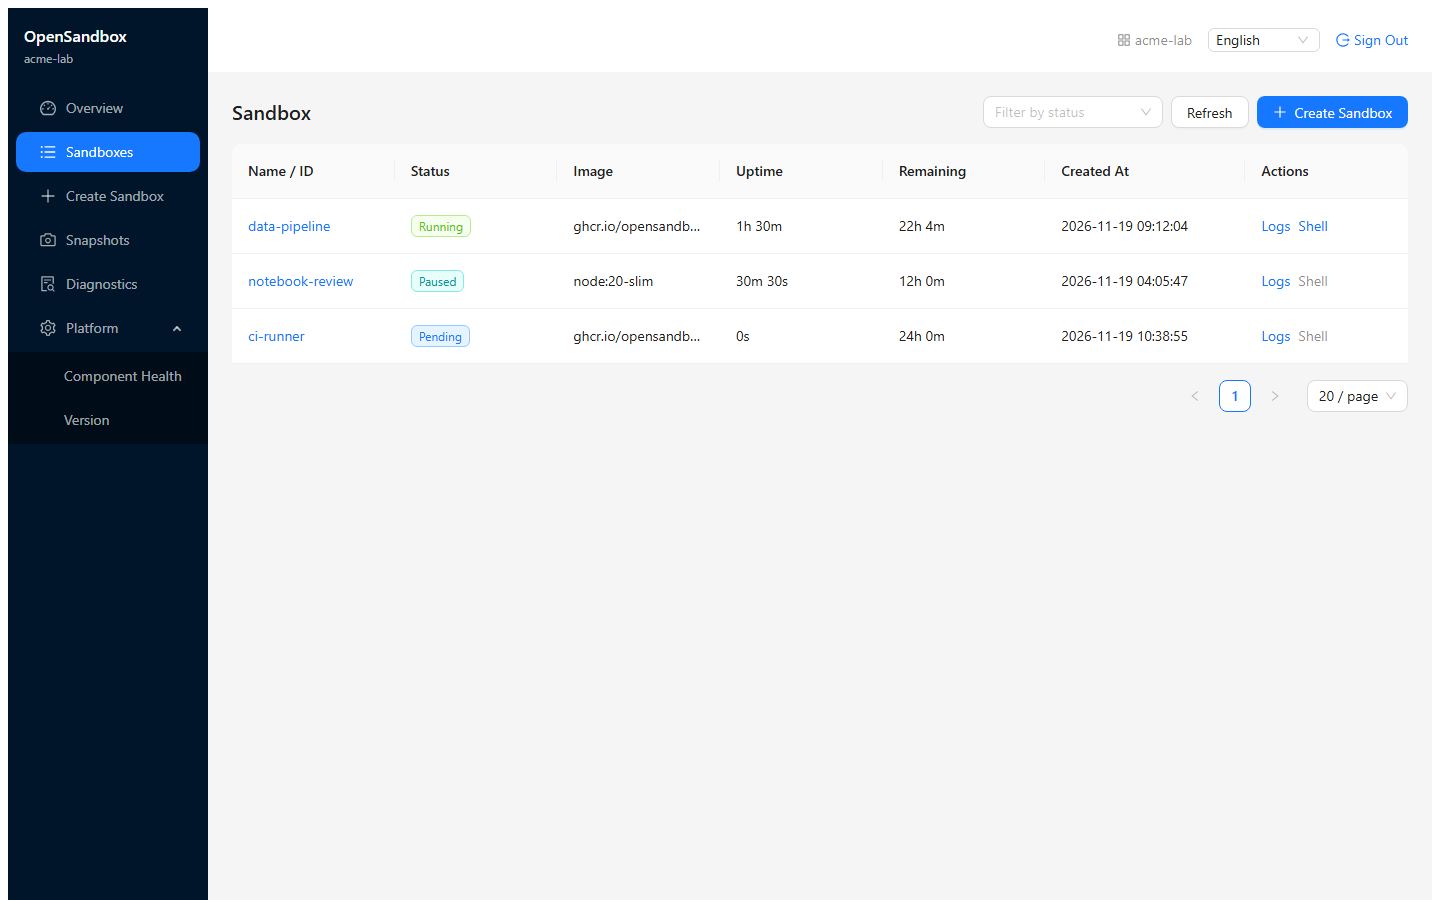 OpenSandbox
acme-lab
Overview
Sandboxes
Create Sandbox
Snapshots
Diagnostics
Platform
Component Health
Version
acme-lab English Sign Out
Sandbox Filter by status Refresh Create Sandbox
Name / ID Status Image Uptime Remaining Created At Actions
data-pipeline Running ghcr.io/opensandb... 1h 30m 22h 4m 2026-11-19 09:12:04 Logs Shell
notebook-review Paused node:20-slim 30m 30s 12h 0m 2026-11-19 04:05:47 Logs Shell
ci-runner Pending ghcr.io/opensandb... 0s 24h 0m 2026-11-19 10:38:55 Logs Shell
1 20 / page